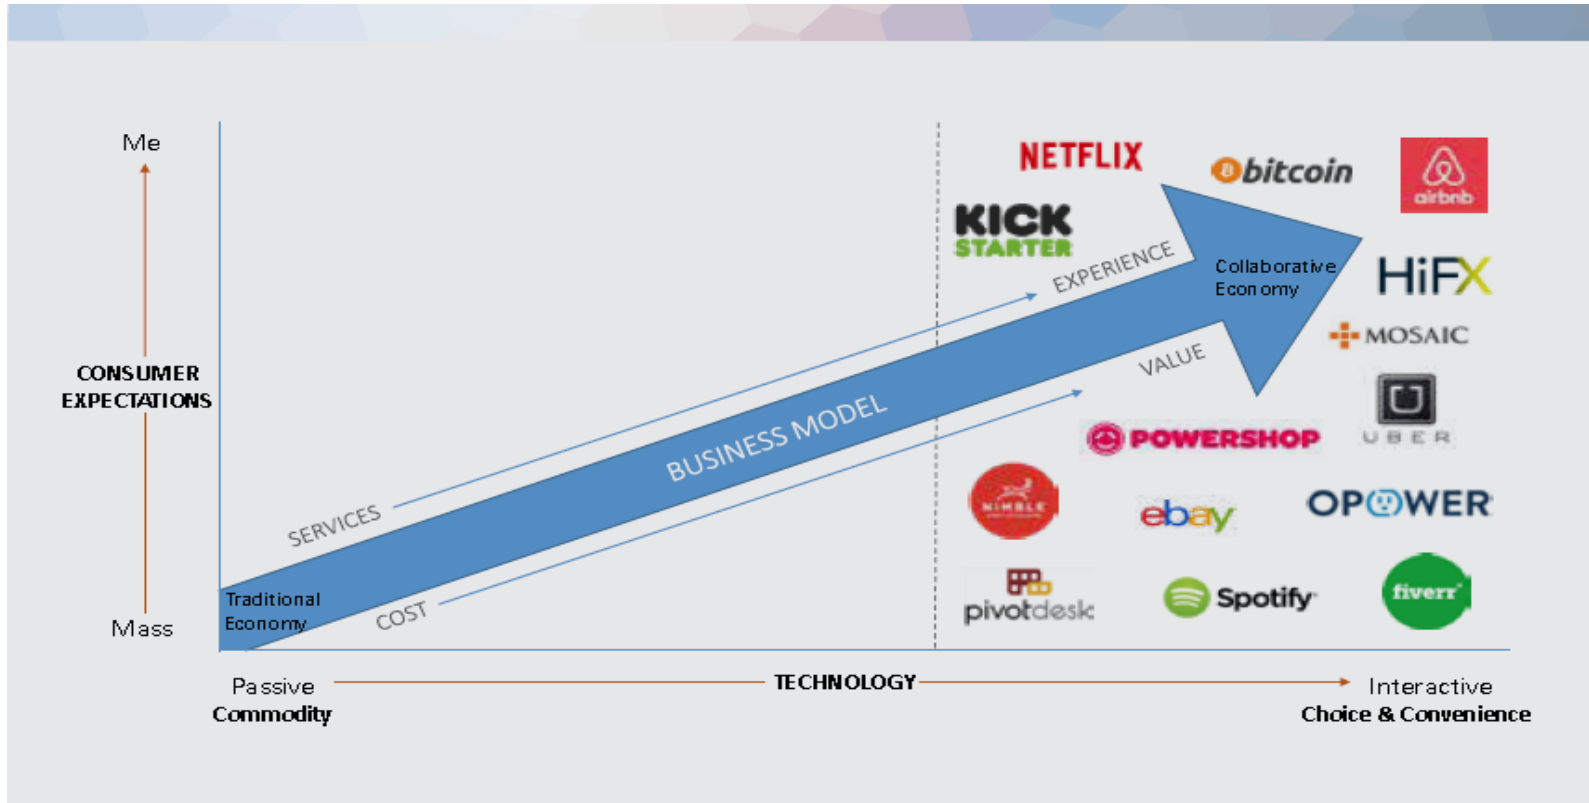 Me
NETFLIX
bitcoin
airbnb
KICK
STARTER
EXPERIENCE
Collaborative
Economy
HiFX
MOSAIC
VALUE
CONSUMER
EXPECTATIONS
BUSINESS MODEL
POWERSHOP
UBER
SERVICES
NIMBLE
ebay
OPOWER
Traditional
Economy
COST
pivotdesk
Spotify
fiverr
Mass
Passive
Commodity
TECHNOLOGY
Interactive
Choice & Convenience